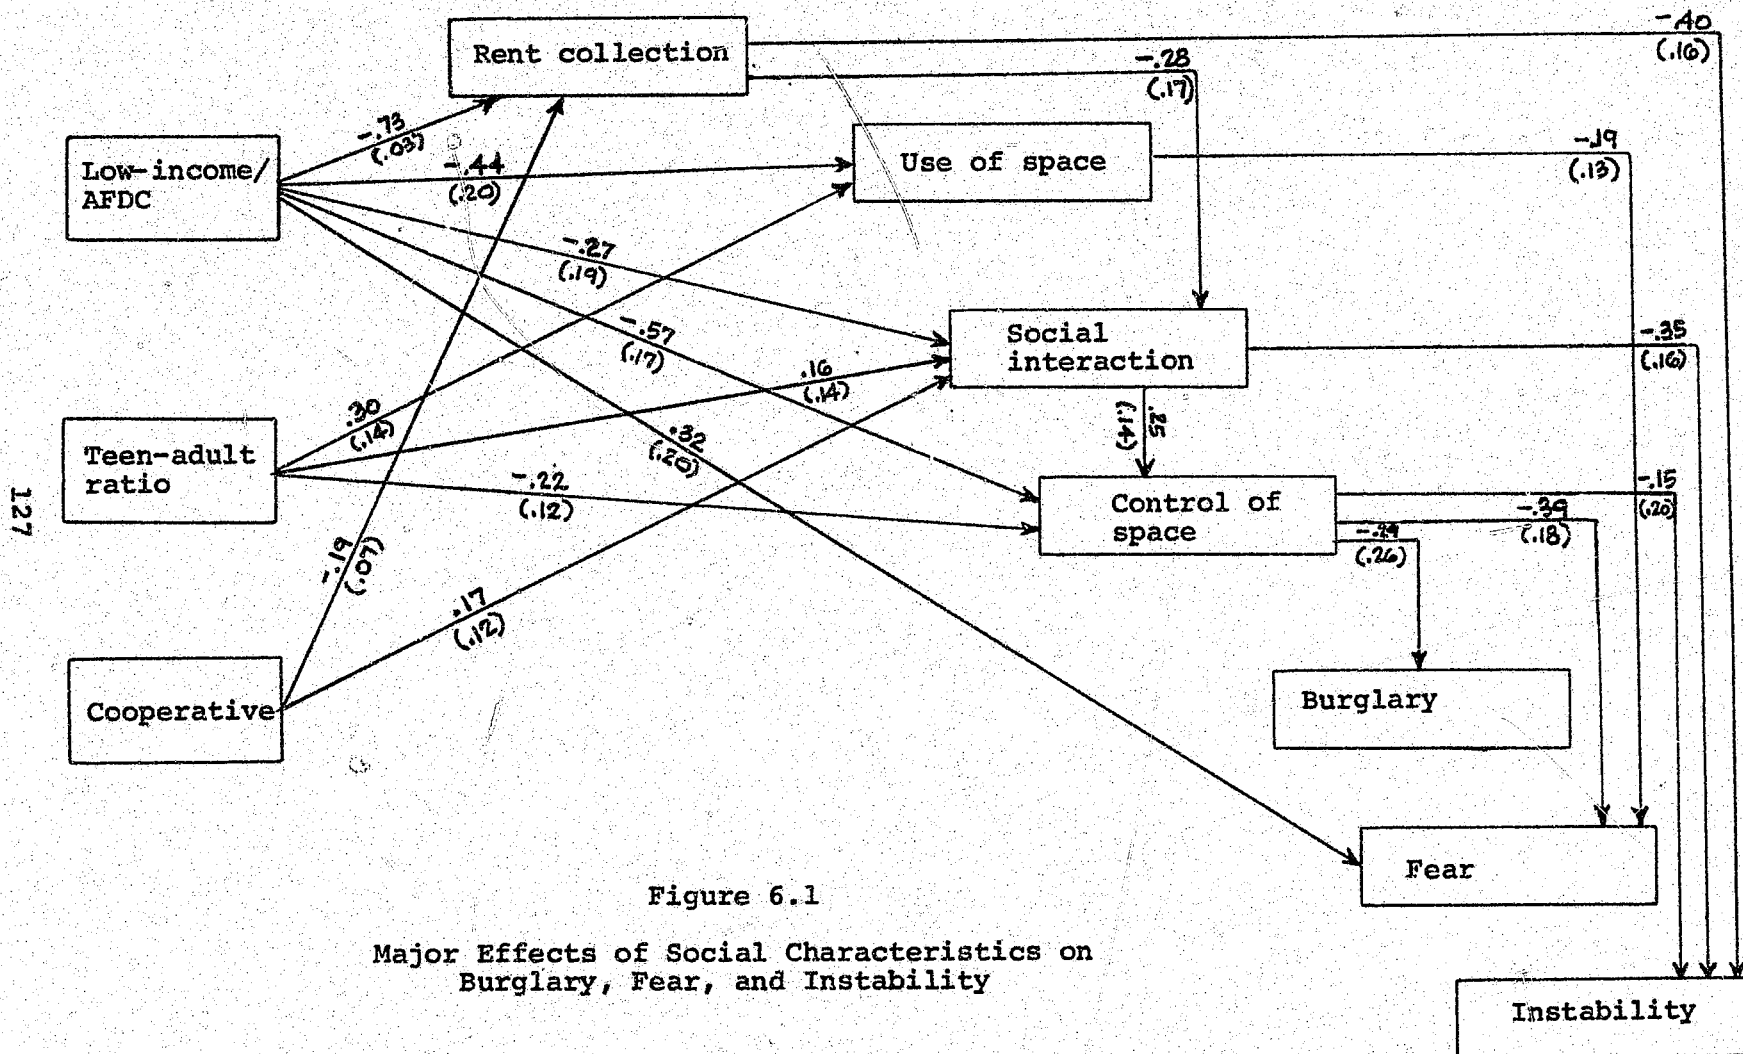 Rent collection
-.40
(.16)
-.28
(.17)
Low-income/
AFDC
-.73
(.03)
-.44
(.20)
Use of space
-.19
(.13)
-.27
(.19)
-.57
(.17)
Social
interaction
-.35
(.16)
.16
(.14)
.25
(.14)
Teen-adult
ratio
.30
(.14)
.32
(.20)
-.22
(.12)
Control of
space
-.15
(.20)
-.39
(.18)
-.29
(.26)
127
-.19
(.07)
.17
(.12)
Cooperative
Burglary
Fear
Figure 6.1
Major Effects of Social Characteristics on
Burglary, Fear, and Instability
Instability